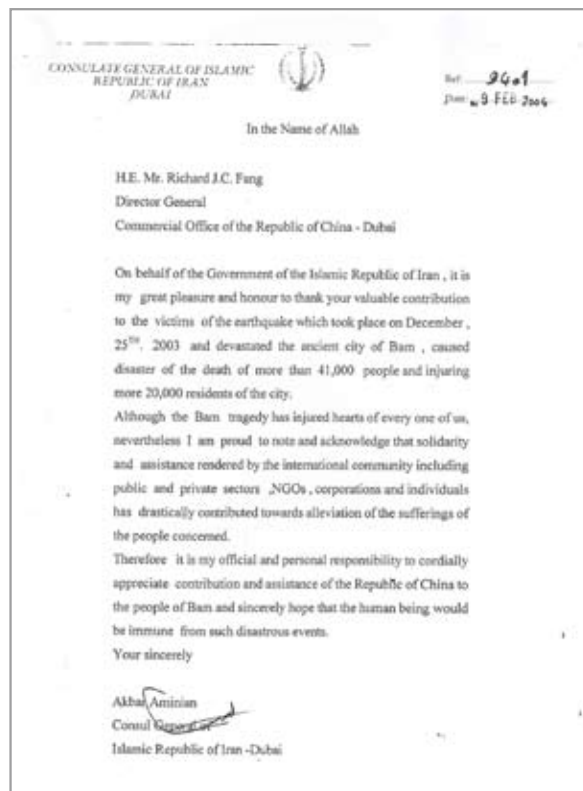 CONSULATE GENERAL OF ISLAMIC
REPUBLIC OF IRAN
DUBAI
Ref: 9401
Date: 9 FEB 2004
In the Name of Allah
H.E. Mr. Richard J.C. Fang
Director General
Commercial Office of the Republic of China - Dubai
On behalf of the Government of the Islamic Republic of Iran , it is
my great pleasure and honour to thank your valuable contribution
to the victims of the earthquake which took place on December ,
25TH. 2003 and devastated the ancient city of Bam , caused
disaster of the death of more than 41,000 people and injuring
more 20,000 residents of the city.
Although the Bam tragedy has injured hearts of every one of us,
nevertheless I am proud to note and acknowledge that solidarity
and assistance rendered by the international community including
public and private sectors ,NGOs , corporations and individuals
has drastically contributed towards alleviation of the sufferings of
the people concerned.
Therefore it is my official and personal responsibility to cordially
appreciate contribution and assistance of the Republic of China to
the people of Bam and sincerely hope that the human being would
be immune from such disastrous events.
Your sincerely
Akbar Aminian
Consul General of
Islamic Republic of Iran -Dubai